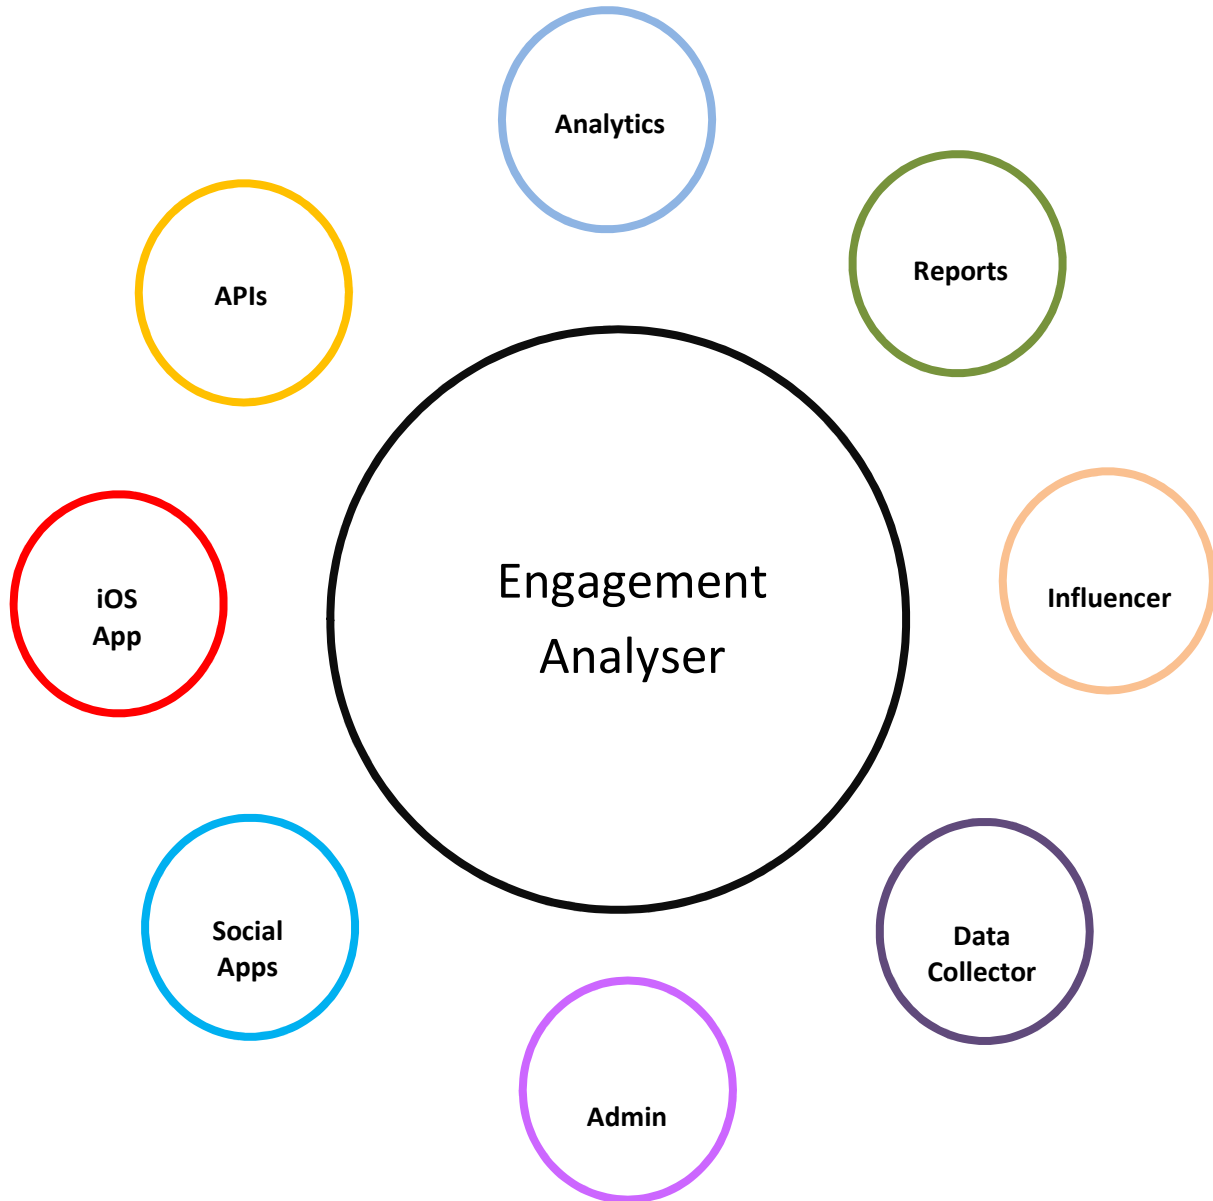 Analytics
Reports
APIs
Engagement
Analyser
iOS
App
Influencer
Social
Apps
Data
Collector
Admin